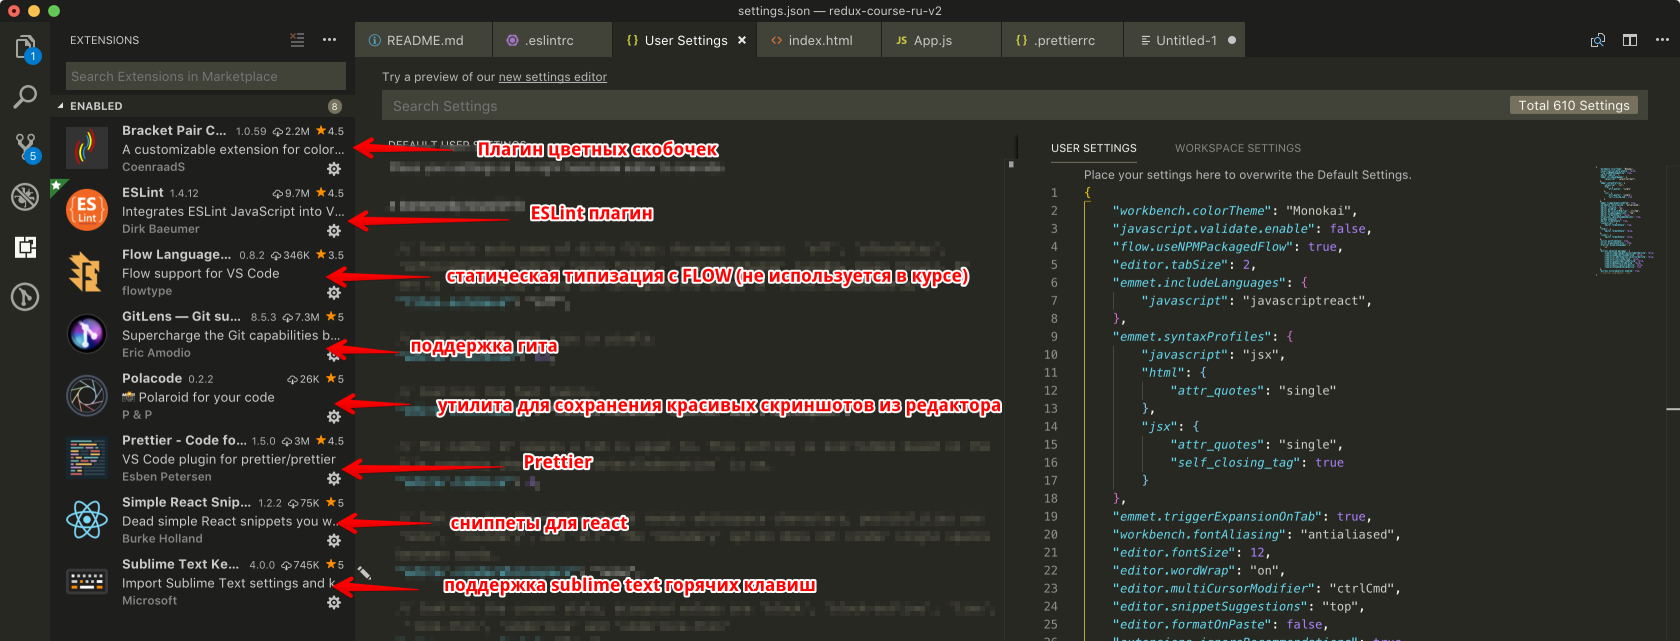 settings.json — redux-course-ru-v2
EXTENSIONS
README.md
.eslintrc
{} User Settings ×
<> index.html
JS App.js
{} .prettierrc
Untitled-1
1
5
Search Extensions in Marketplace
ENABLED 8
Bracket Pair C... 1.0.59 2.2M ★4.5
A customizable extension for color...
CoenraadS
ESLint 1.4.12 9.7M ★4.5
Integrates ESLint JavaScript into V...
Dirk Baeumer
Flow Language... 0.8.2 346K ★3.5
Flow support for VS Code
flowtype
GitLens — Git su... 8.5.3 7.3M ★5
Supercharge the Git capabilities b...
Eric Amodio
Polacode 0.2.2 26K ★5
📸 Polaroid for your code
P & P
Prettier - Code fo... 1.5.0 3M ★4.5
VS Code plugin for prettier/prettier
Esben Petersen
Simple React Snip... 1.2.2 75K ★5
Dead simple React snippets you w...
Burke Holland
Sublime Text Ke... 4.0.0 745K ★5
Import Sublime Text settings and k
Microsoft
Try a preview of our new settings editor
Search Settings
Total 610 Settings
DEFAULT USER SETTINGS
Плагин цветных скобочек
ESLint плагин
статическая типизация с FLOW (не используется в курсе)
поддержка гита
утилита для сохранения красивых скриншотов из редактора
Prettier
сниппеты для react
поддержка sublime text горячих клавиш
USER SETTINGS WORKSPACE SETTINGS
Place your settings here to overwrite the Default Settings.
1 {
2 "workbench.colorTheme": "Monokai",
3 "javascript.validate.enable": false,
4 "flow.useNPMPackagedFlow": true,
5 "editor.tabSize": 2,
6 "emmet.includeLanguages": {
7 "javascript": "javascriptreact",
8 },
9 "emmet.syntaxProfiles": {
10 "javascript": "jsx",
11 "html": {
12 "attr_quotes": "single"
13 },
14 "jsx": {
15 "attr_quotes": "single",
16 "self_closing_tag": true
17 }
18 },
19 "emmet.triggerExpansionOnTab": true,
20 "workbench.fontAliasing": "antialiased",
21 "editor.fontSize": 12,
22 "editor.wordWrap": "on",
23 "editor.multiCursorModifier": "ctrlCmd",
24 "editor.snippetSuggestions": "top",
25 "editor.formatOnPaste": false,